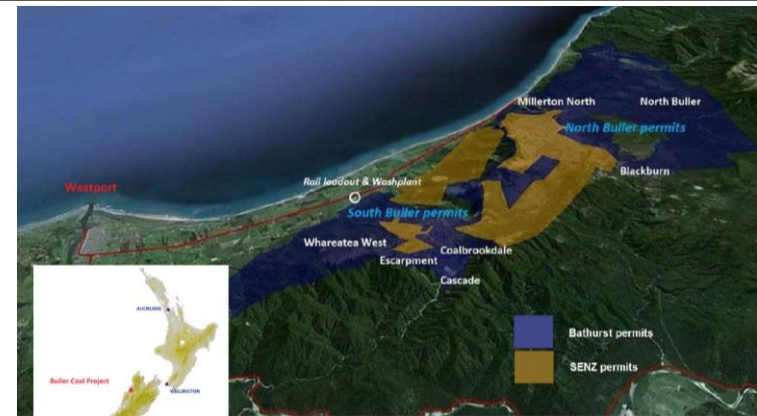 Millerton North
North Buller
North Buller permits
Blackburn
Rail loadout & Washplant
Westport
South Buller permits
Whareatea West
Coalbrookdale
Escarpment
Cascade
AUCKLAND
Buller Coal Project
WELLINGTON
Bathurst permits
SENZ permits